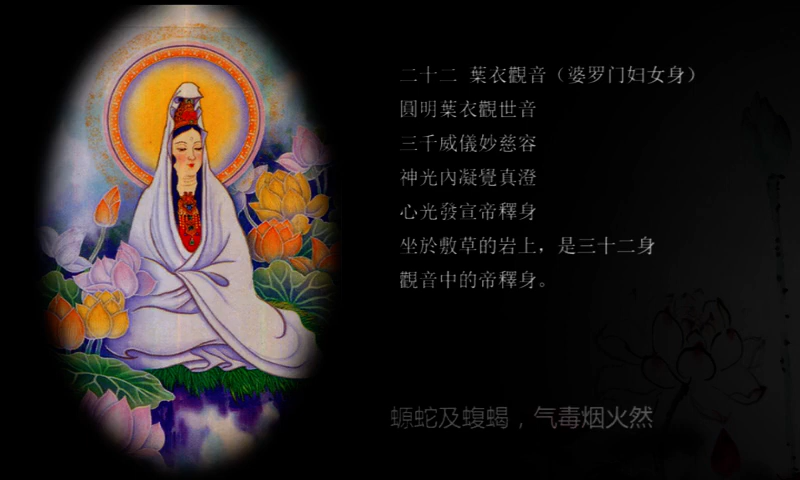 二十二 葉衣觀音（婆罗门妇女身）
圓明葉衣觀世音
三千威儀妙慈容
神光內凝覺真澄
心光發宣帝釋身
坐於敷草的岩上，是三十二身
觀音中的帝釋身。
螈蛇及蝮蝎，气毒烟火然